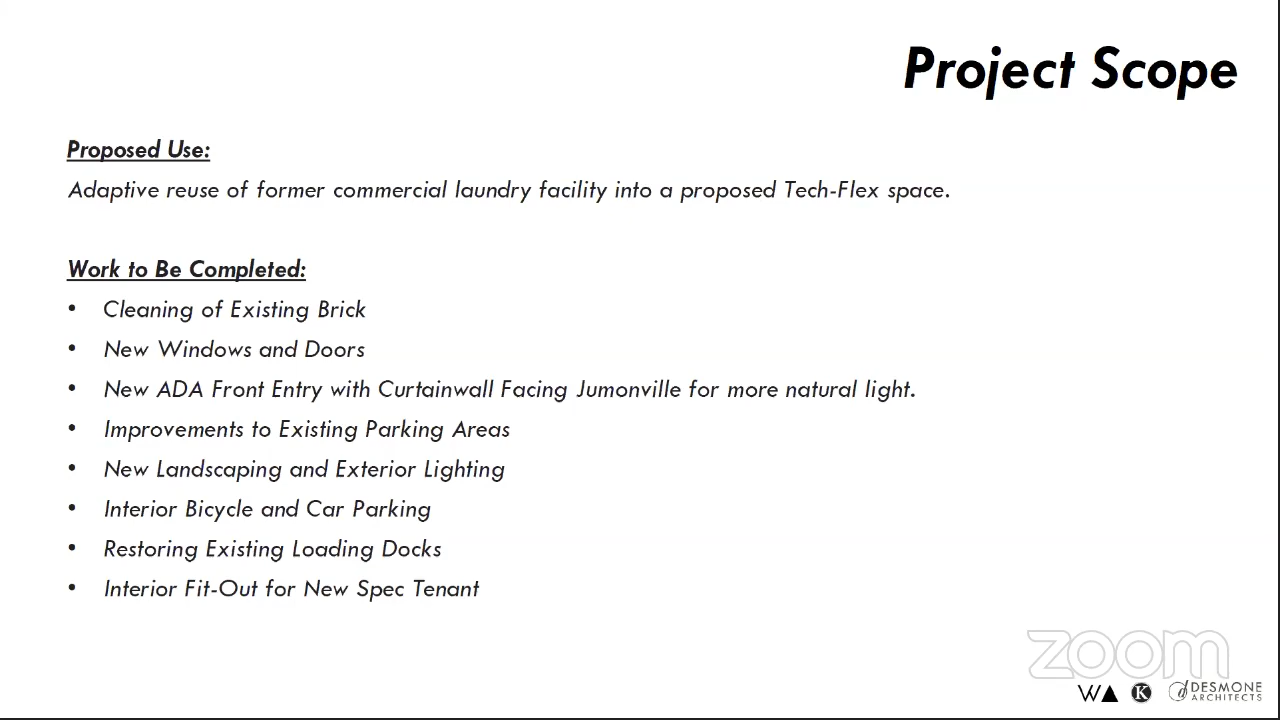 Project Scope
Proposed Use:
Adaptive reuse of former commercial laundry facility into a proposed Tech-Flex space.
Work to Be Completed:
• Cleaning of Existing Brick
• New Windows and Doors
• New ADA Front Entry with Curtainwall Facing Jumonville for more natural light.
• Improvements to Existing Parking Areas
• New Landscaping and Exterior Lighting
• Interior Bicycle and Car Parking
• Restoring Existing Loading Docks
• Interior Fit-Out for New Spec Tenant
zoom
WA K d DESMONE
ARCHITECTS